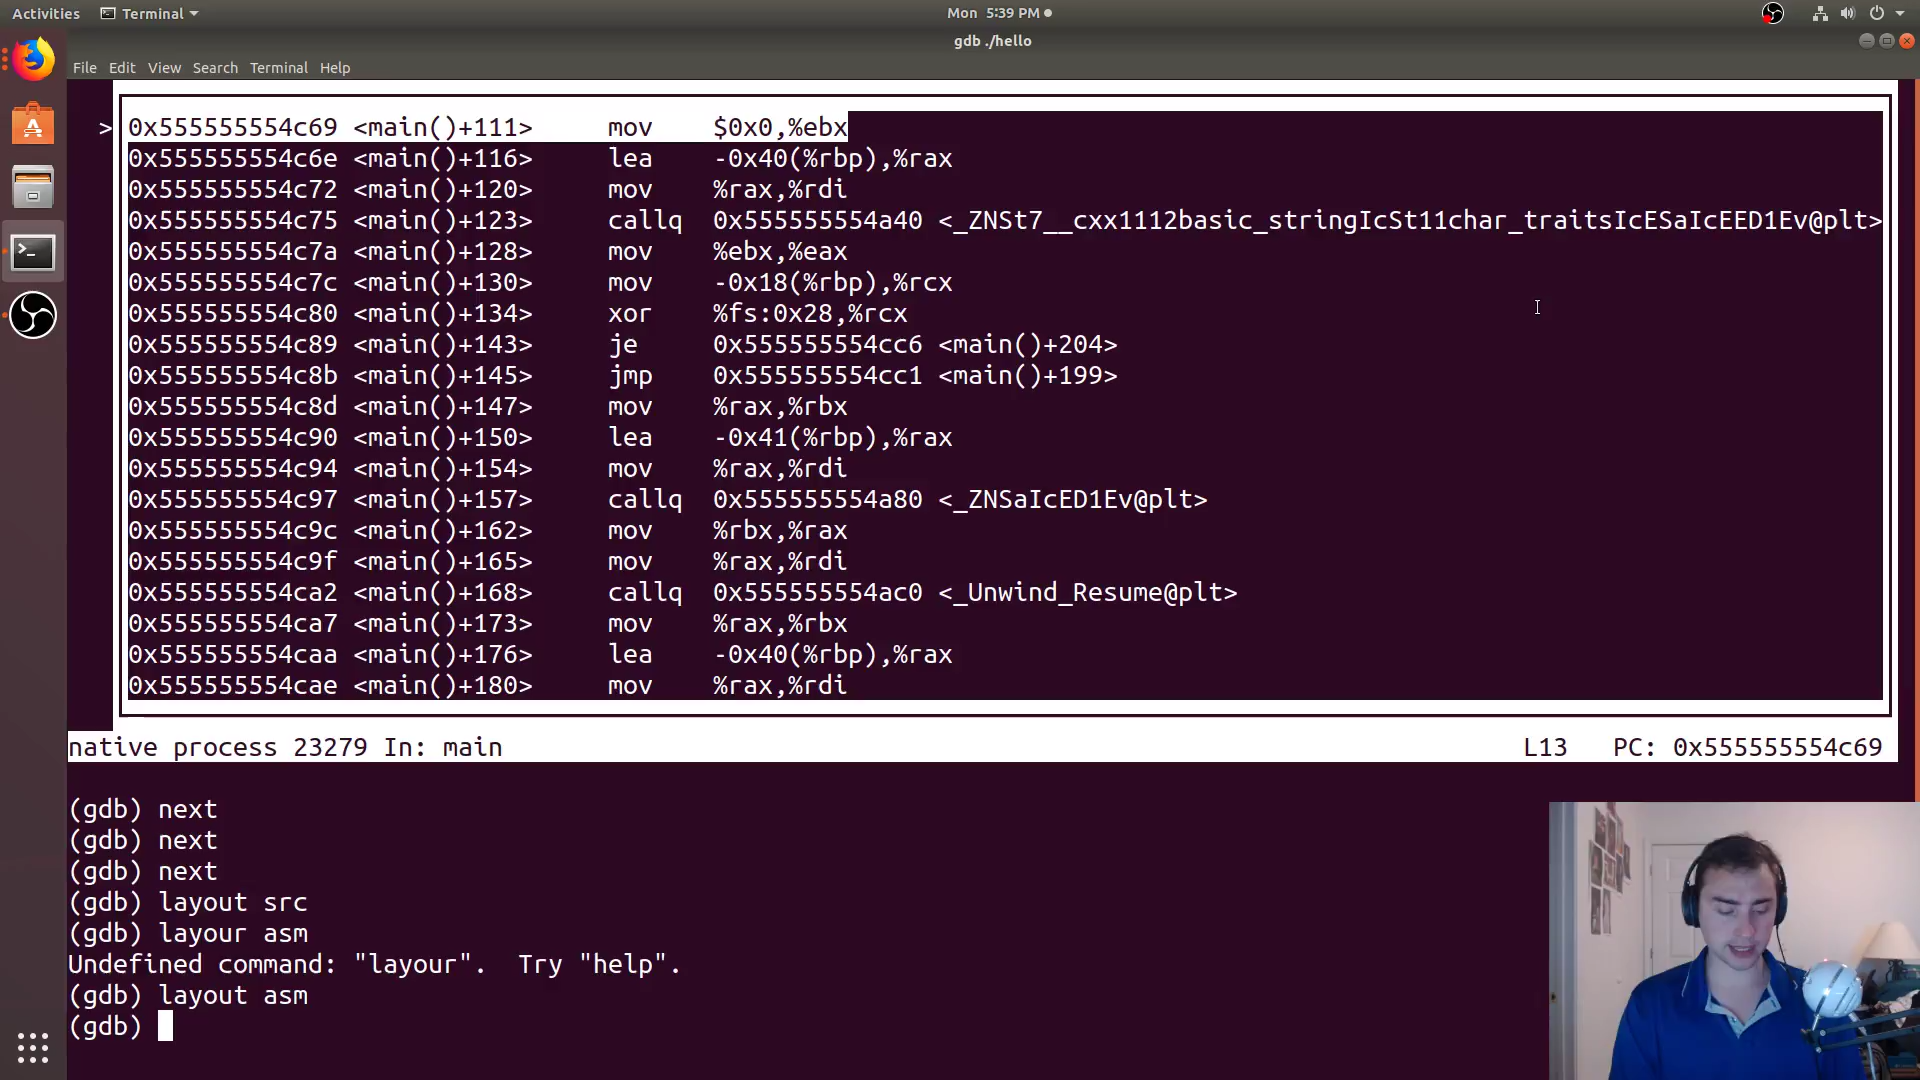 Activities Terminal Mon 5:39 PM
gdb ./hello
File Edit View Search Terminal Help
> 0x555555554c69 <main()+111> mov $0x0,%ebx
0x555555554c6e <main()+116> lea -0x40(%rbp),%rax
0x555555554c72 <main()+120> mov %rax,%rdi
0x555555554c75 <main()+123> callq 0x555555554a40 <_ZNSt7__cxx1112basic_stringIcSt11char_traitsIcESaIcEED1Ev@plt>
0x555555554c7a <main()+128> mov %ebx,%eax
0x555555554c7c <main()+130> mov -0x18(%rbp),%rcx
0x555555554c80 <main()+134> xor %fs:0x28,%rcx
0x555555554c89 <main()+143> je 0x555555554cc6 <main()+204>
0x555555554c8b <main()+145> jmp 0x555555554cc1 <main()+199>
0x555555554c8d <main()+147> mov %rax,%rbx
0x555555554c90 <main()+150> lea -0x41(%rbp),%rax
0x555555554c94 <main()+154> mov %rax,%rdi
0x555555554c97 <main()+157> callq 0x555555554a80 <_ZNSaIcED1Ev@plt>
0x555555554c9c <main()+162> mov %rbx,%rax
0x555555554c9f <main()+165> mov %rax,%rdi
0x555555554ca2 <main()+168> callq 0x555555554ac0 <_Unwind_Resume@plt>
0x555555554ca7 <main()+173> mov %rax,%rbx
0x555555554caa <main()+176> lea -0x40(%rbp),%rax
0x555555554cae <main()+180> mov %rax,%rdi
native process 23279 In: main L13 PC: 0x555555554c69
(gdb) next
(gdb) next
(gdb) next
(gdb) layout src
(gdb) layour asm
Undefined command: "layour". Try "help".
(gdb) layout asm
(gdb)